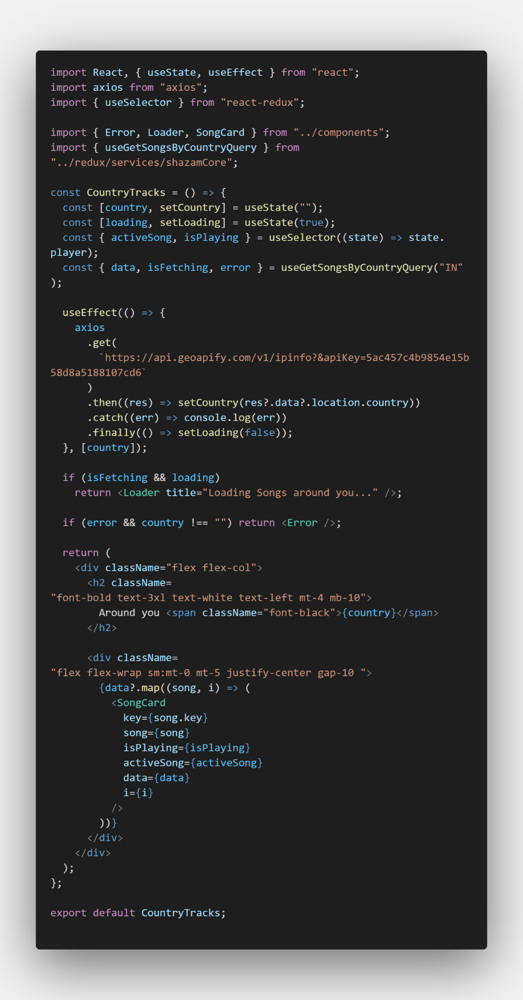 import React, { useState, useEffect } from "react";
import axios from "axios";
import { useSelector } from "react-redux";

import { Error, Loader, SongCard } from "../components";
import { useGetSongsByCountryQuery } from
"../redux/services/shazamCore";

const CountryTracks = () => {
  const [country, setCountry] = useState("");
  const [loading, setLoading] = useState(true);
  const { activeSong, isPlaying } = useSelector((state) => state.
player);
  const { data, isFetching, error } = useGetSongsByCountryQuery("IN"
);

  useEffect(() => {
    axios
      .get(
        `https://api.geoapify.com/v1/ipinfo?&apiKey=5ac457c4b9854e15b
58d8a5188107cd6`
      )
      .then((res) => setCountry(res?.data?.location.country))
      .catch((err) => console.log(err))
      .finally(() => setLoading(false));
  }, [country]);

  if (isFetching && loading)
    return <Loader title="Loading Songs around you..." />;

  if (error && country !== "") return <Error />;

  return (
    <div className="flex flex-col">
      <h2 className=
"font-bold text-3xl text-white text-left mt-4 mb-10">
        Around you <span className="font-black">{country}</span>
      </h2>

      <div className=
"flex flex-wrap sm:mt-0 mt-5 justify-center gap-10 ">
        {data?.map((song, i) => (
          <SongCard
            key={song.key}
            song={song}
            isPlaying={isPlaying}
            activeSong={activeSong}
            data={data}
            i={i}
          />
        ))}
      </div>
    </div>
  );
};

export default CountryTracks;